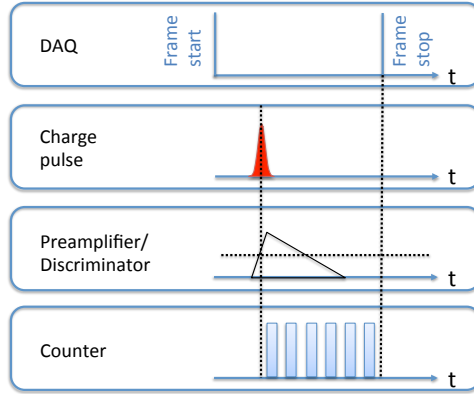 DAQ
Frame
start
Frame
stop
t
Charge
pulse
t
Preamplifier/
Discriminator
t
Counter
t